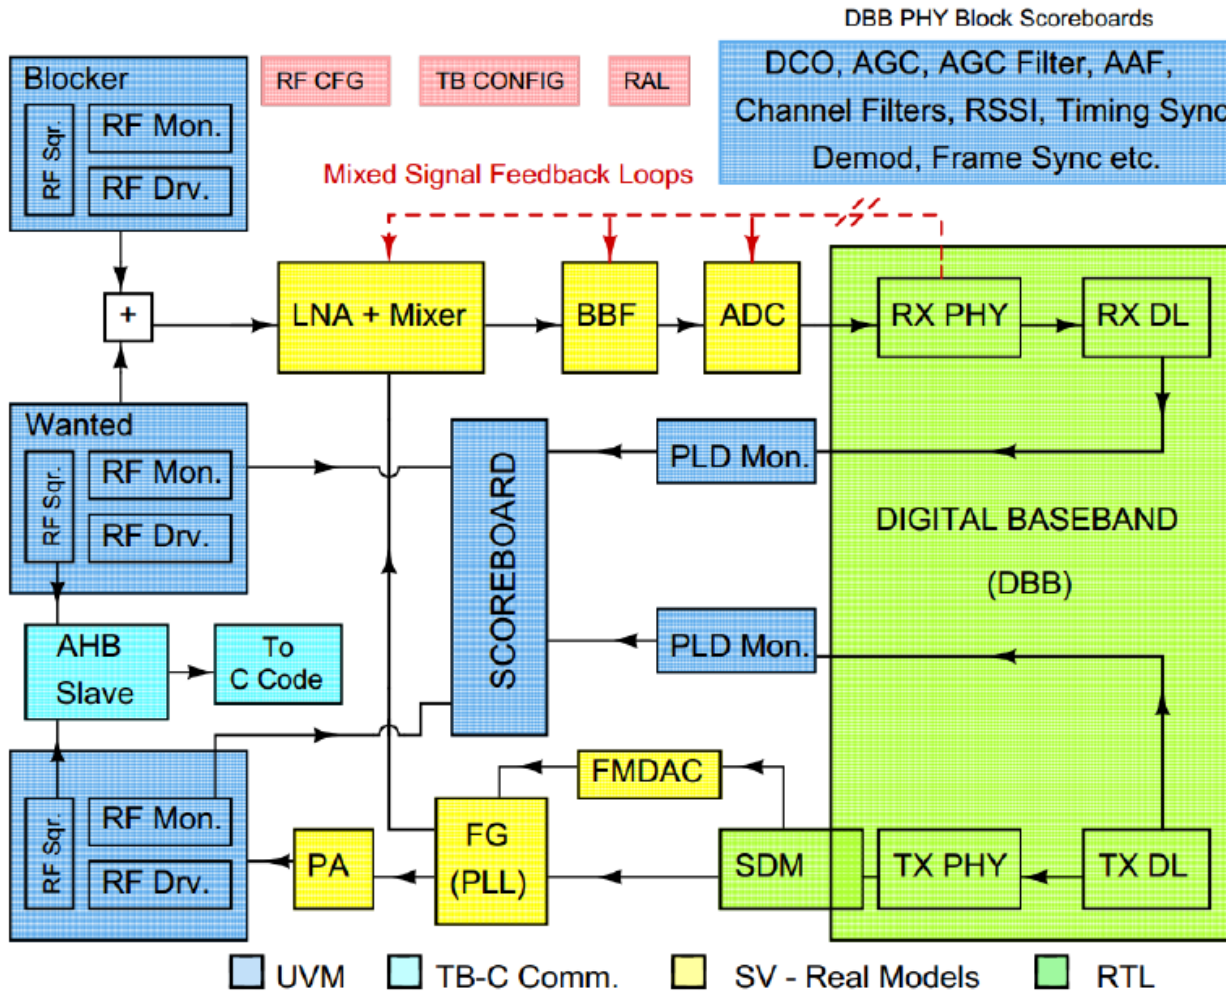 DBB PHY Block Scoreboards
Blocker
RF Sqr.
RF Mon.
RF Drv.
RF CFG
TB CONFIG
RAL
DCO, AGC, AGC Filter, AAF,
Channel Filters, RSSI, Timing Sync
Demod, Frame Sync etc.
Mixed Signal Feedback Loops
+
LNA + Mixer
BBF
ADC
RX PHY
RX DL
Wanted
RF Sqr.
RF Mon.
RF Drv.
SCOREBOARD
PLD Mon.
DIGITAL BASEBAND
(DBB)
AHB
Slave
To
C Code
PLD Mon.
RF Sqr.
RF Mon.
RF Drv.
PA
FG
(PLL)
FMDAC
SDM
TX PHY
TX DL
UVM
TB-C Comm.
SV - Real Models
RTL